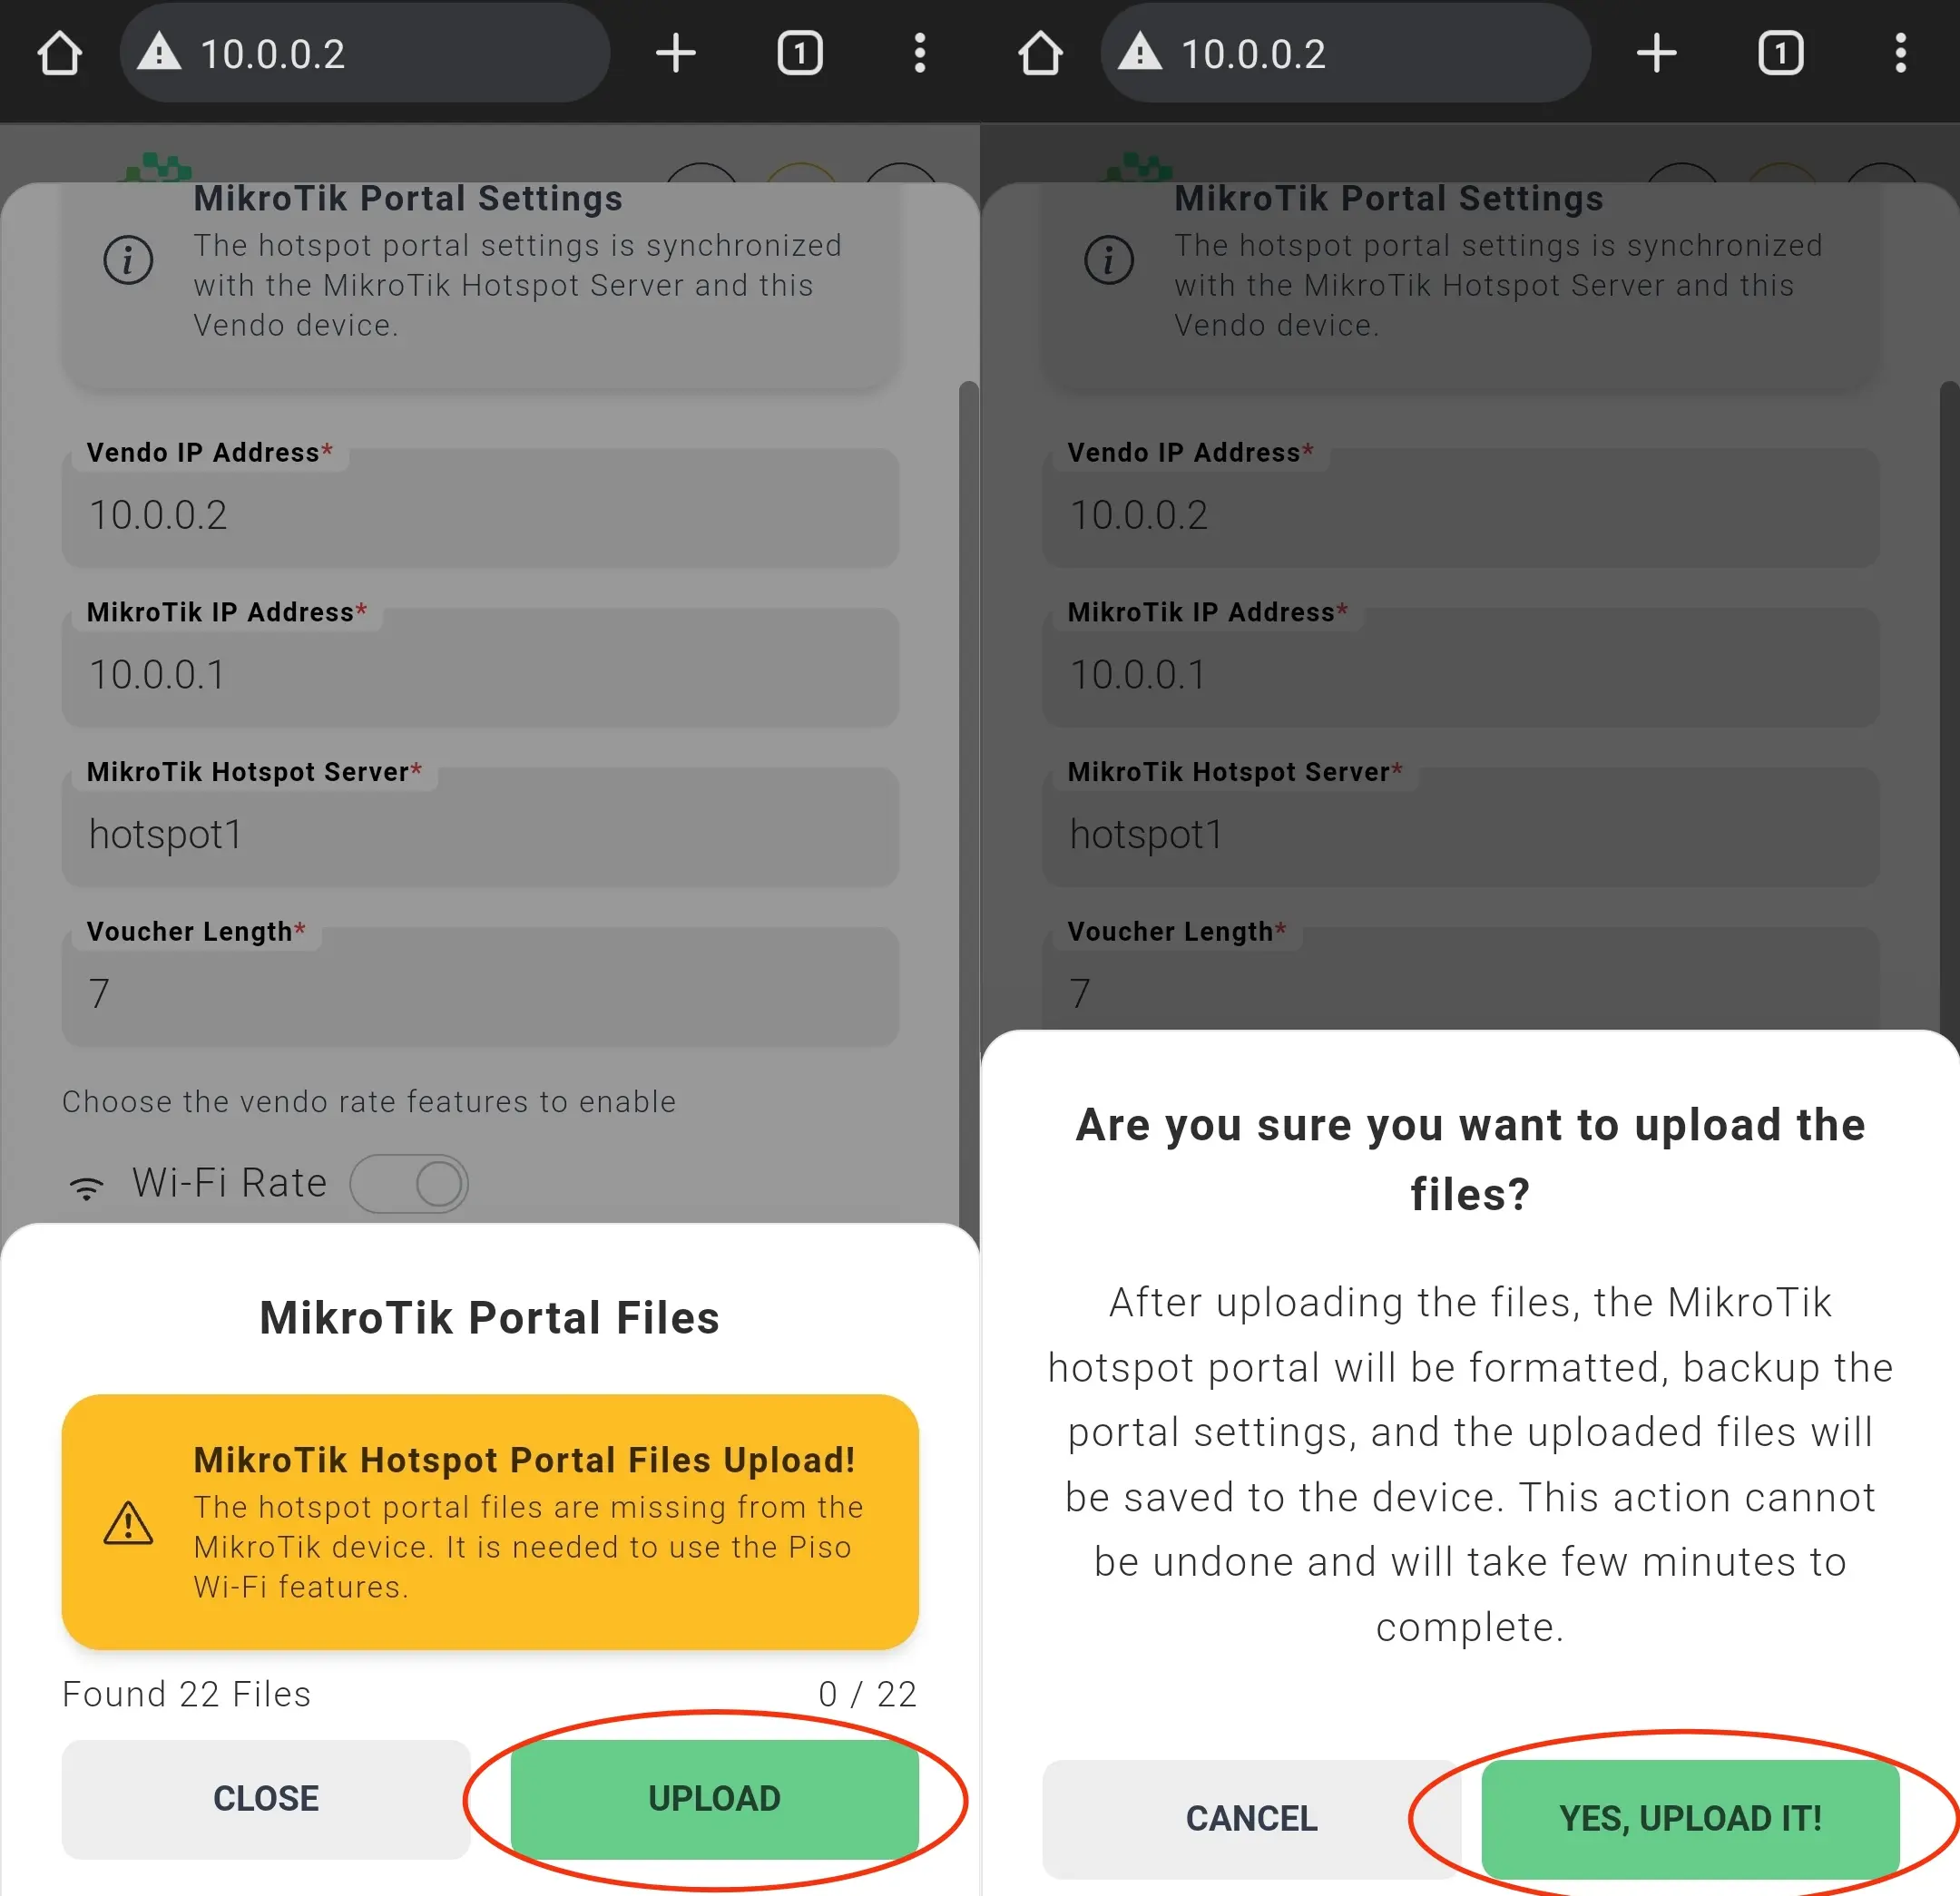 10.0.0.2
1
MikroTik Portal Settings
The hotspot portal settings is synchronized
with the MikroTik Hotspot Server and this
Vendo device.
Vendo IP Address*
10.0.0.2
MikroTik IP Address*
10.0.0.1
MikroTik Hotspot Server*
hotspot1
Voucher Length*
7
Choose the vendo rate features to enable
Wi-Fi Rate
MikroTik Portal Files
MikroTik Hotspot Portal Files Upload!
The hotspot portal files are missing from the
MikroTik device. It is needed to use the Piso
Wi-Fi features.
Found 22 Files 0 / 22
CLOSE UPLOAD
10.0.0.2
1
MikroTik Portal Settings
The hotspot portal settings is synchronized
with the MikroTik Hotspot Server and this
Vendo device.
Vendo IP Address*
10.0.0.2
MikroTik IP Address*
10.0.0.1
MikroTik Hotspot Server*
hotspot1
Voucher Length*
7
Are you sure you want to upload the
files?
After uploading the files, the MikroTik
hotspot portal will be formatted, backup the
portal settings, and the uploaded files will
be saved to the device. This action cannot
be undone and will take few minutes to
complete.
CANCEL YES, UPLOAD IT!